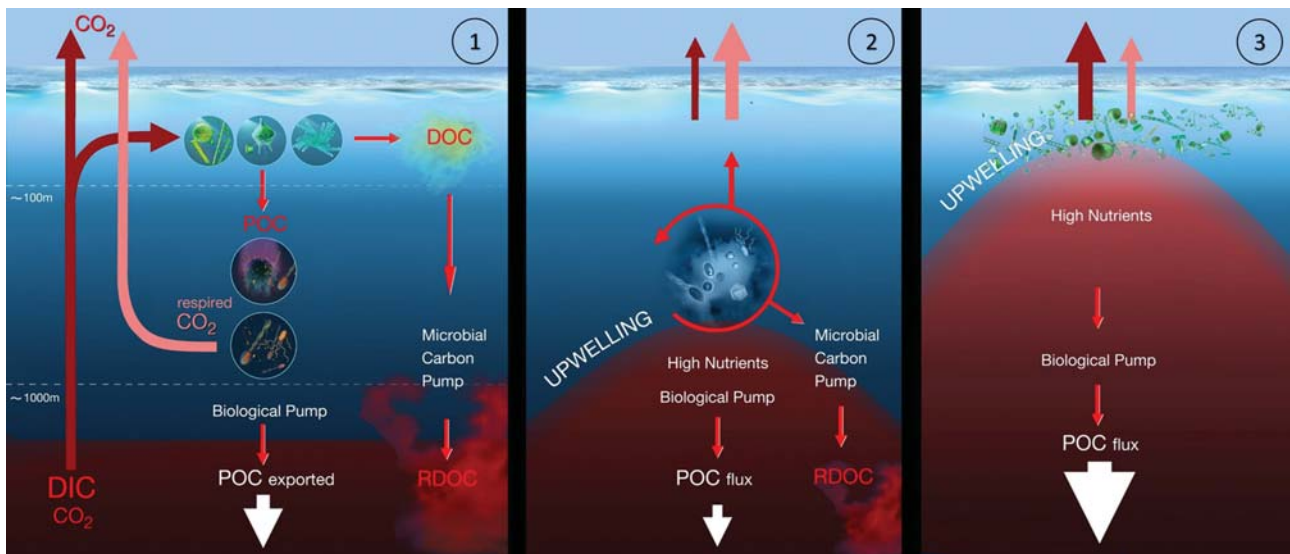 CO₂
1
DOC
~100m
POC
respired
CO₂
Microbial
Carbon
Pump
~1000m
Biological Pump
POC exported
RDOC
DIC
CO₂
2
UPWELLING
High Nutrients
Biological Pump
Microbial
Carbon
Pump
POC flux
RDOC
3
UPWELLING
High Nutrients
Biological Pump
POC flux